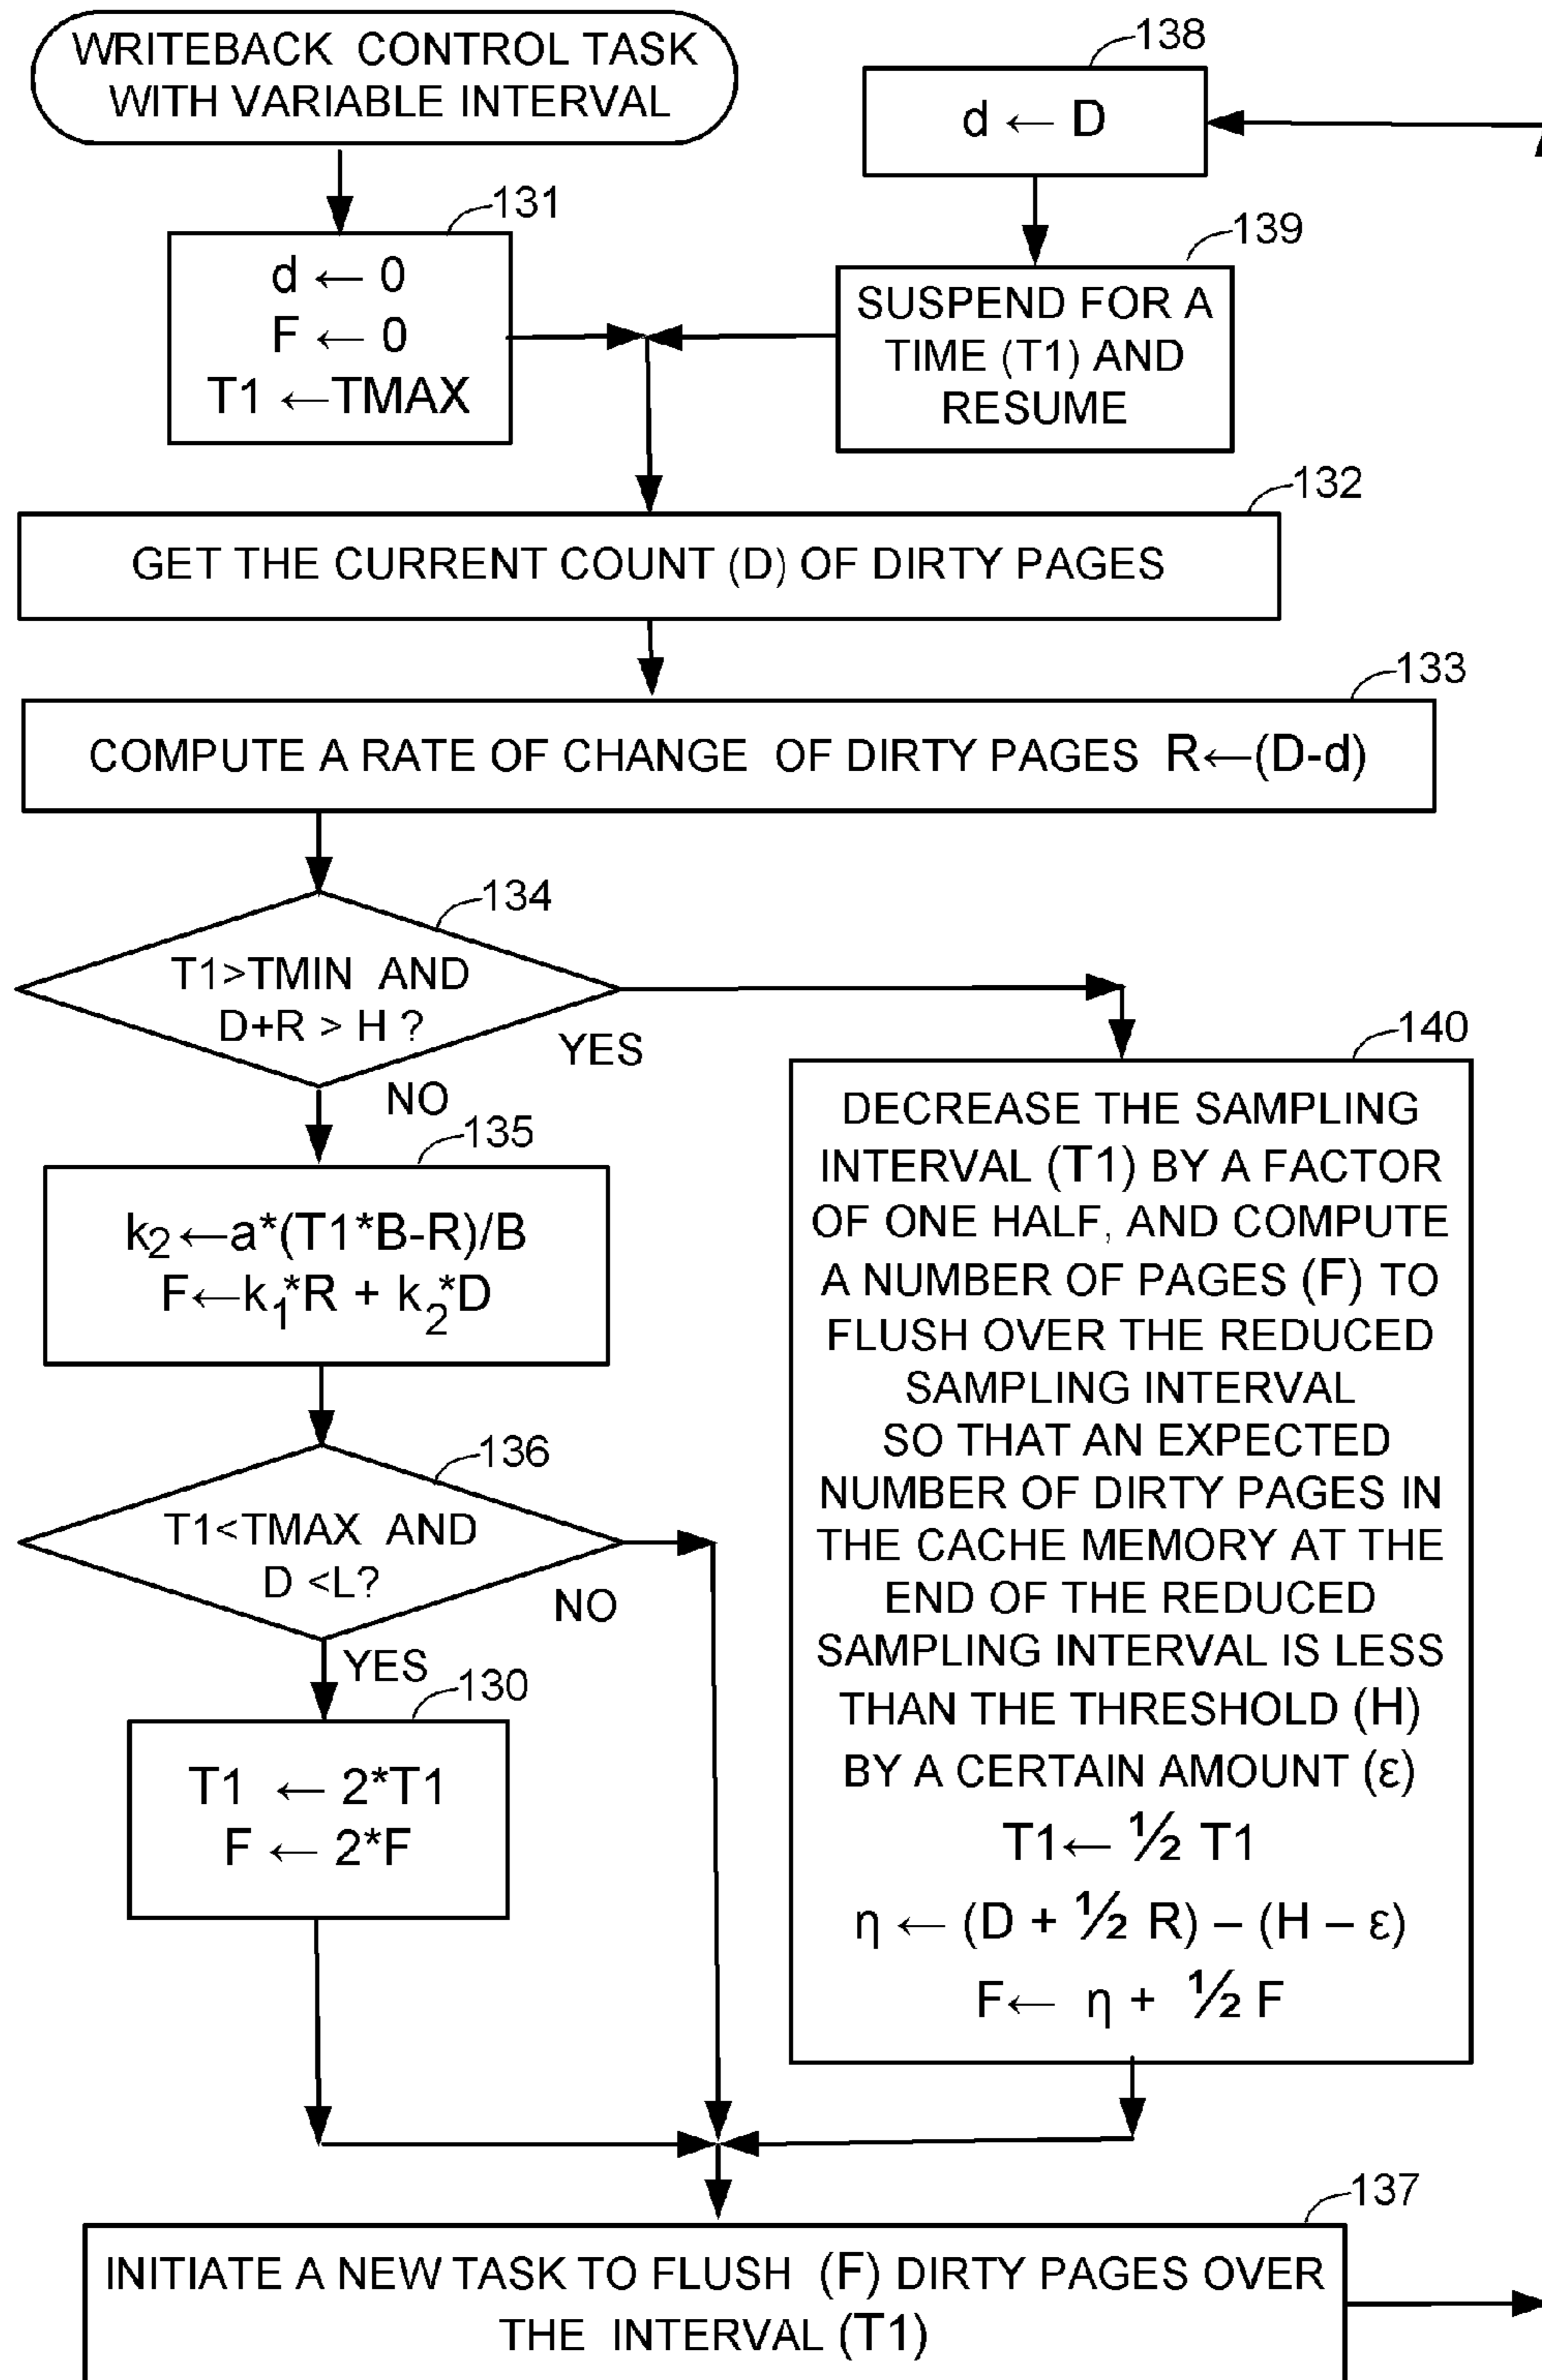 WRITEBACK CONTROL TASK
WITH VARIABLE INTERVAL
138
d ← D
131
d ← 0
F ← 0
T1 ←TMAX
139
SUSPEND FOR A
TIME (T1) AND
RESUME
132
GET THE CURRENT COUNT (D) OF DIRTY PAGES
133
COMPUTE A RATE OF CHANGE OF DIRTY PAGES R←(D-d)
134
T1>TMIN AND
D+R > H ?
YES
NO
135
k₂←a*(T1*B-R)/B
F←k₁*R + k₂*D
136
T1<TMAX AND
D <L?
NO
YES
130
T1 ← 2*T1
F ← 2*F
140
DECREASE THE SAMPLING
INTERVAL (T1) BY A FACTOR
OF ONE HALF, AND COMPUTE
A NUMBER OF PAGES (F) TO
FLUSH OVER THE REDUCED
SAMPLING INTERVAL
SO THAT AN EXPECTED
NUMBER OF DIRTY PAGES IN
THE CACHE MEMORY AT THE
END OF THE REDUCED
SAMPLING INTERVAL IS LESS
THAN THE THRESHOLD (H)
BY A CERTAIN AMOUNT (ε)
T1← ½ T1
η ← (D + ½ R) – (H – ε)
F← η + ½ F
137
INITIATE A NEW TASK TO FLUSH (F) DIRTY PAGES OVER
THE INTERVAL (T1)